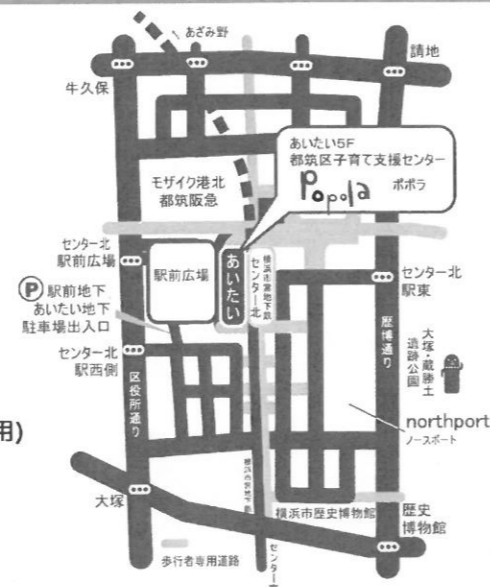 あざみ野
請地
牛久保
あいたい5F
都筑区子育て支援センター
Popola ポポラ
モザイク港北
都筑阪急
センター北
駅前広場
駅前広場
あいたい
横浜市営地下鉄
センター北
センター北
駅東
P 駅前地下
あいたい地下
駐車場出入口
センター北
駅西側
区役所通り
歴博通り
大塚・歳勝土
遺跡公園
northport
ノースポート
用)
大塚
横浜市営地下鉄
横浜市歴史博物館
歴史
博物館
歩行者専用道路